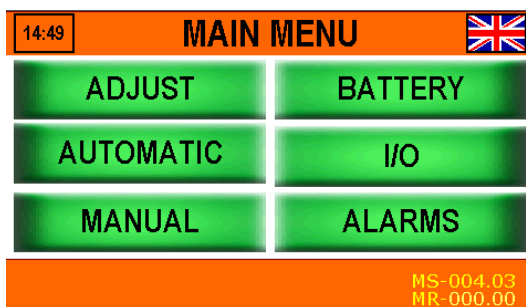 14:49 MAIN MENU
ADJUST BATTERY
AUTOMATIC I/O
MANUAL ALARMS
MS-004.03
MR-000.00